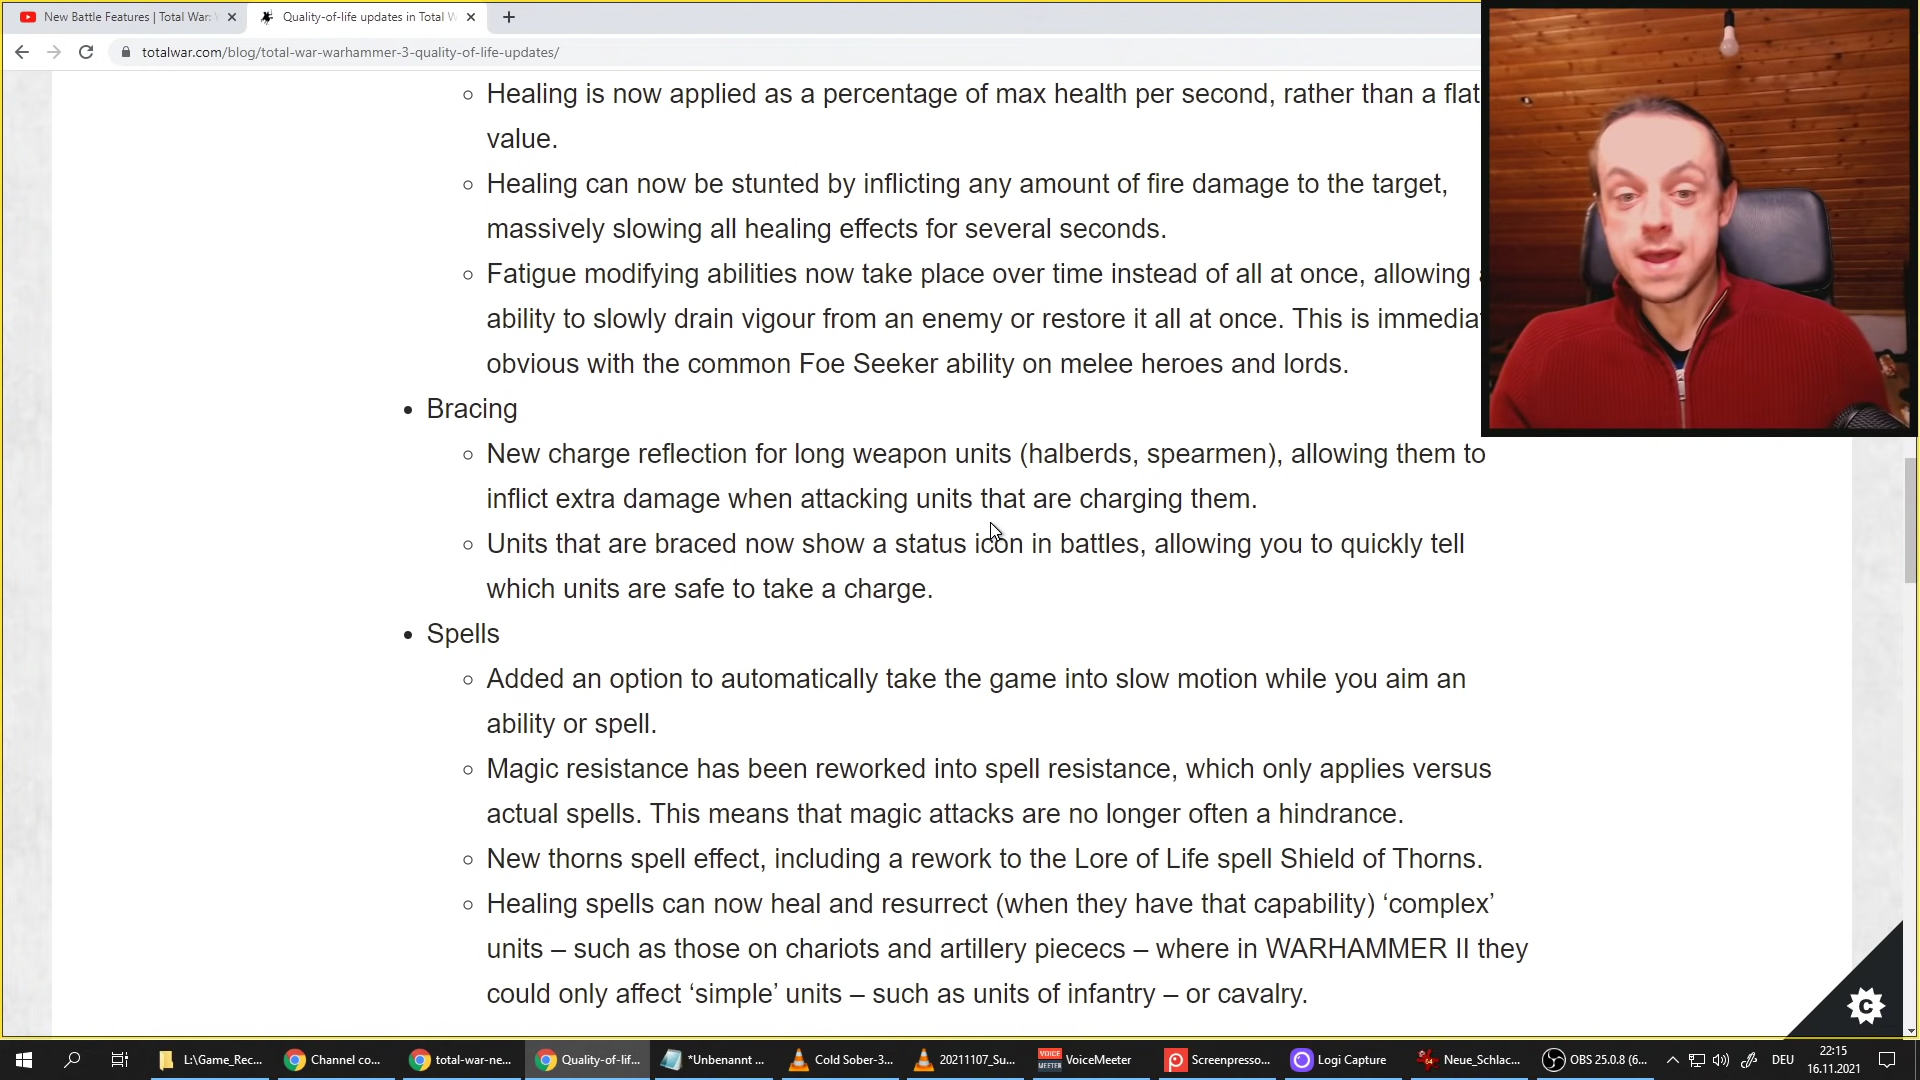 New Battle Features | Total War:
Quality-of-life updates in Total W
totalwar.com/blog/total-war-warhammer-3-quality-of-life-updates/
Healing is now applied as a percentage of max health per second, rather than a flat
value.
Healing can now be stunted by inflicting any amount of fire damage to the target,
massively slowing all healing effects for several seconds.
Fatigue modifying abilities now take place over time instead of all at once, allowing
ability to slowly drain vigour from an enemy or restore it all at once. This is immediat
obvious with the common Foe Seeker ability on melee heroes and lords.
Bracing
New charge reflection for long weapon units (halberds, spearmen), allowing them to
inflict extra damage when attacking units that are charging them.
Units that are braced now show a status icon in battles, allowing you to quickly tell
which units are safe to take a charge.
Spells
Added an option to automatically take the game into slow motion while you aim an
ability or spell.
Magic resistance has been reworked into spell resistance, which only applies versus
actual spells. This means that magic attacks are no longer often a hindrance.
New thorns spell effect, including a rework to the Lore of Life spell Shield of Thorns.
Healing spells can now heal and resurrect (when they have that capability) ‘complex’
units – such as those on chariots and artillery piececs – where in WARHAMMER II they
could only affect ‘simple’ units – such as units of infantry – or cavalry.
L:\Game_Rec... Channel co... total-war-ne... Quality-of-lif... *Unbenannt ... Cold Sober-3... 20211107_Su... VOICE MEETER VoiceMeeter Screenpresso... Logi Capture 64 Neue_Schlac... OBS 25.0.8 (6... DEU 22:15
16.11.2021